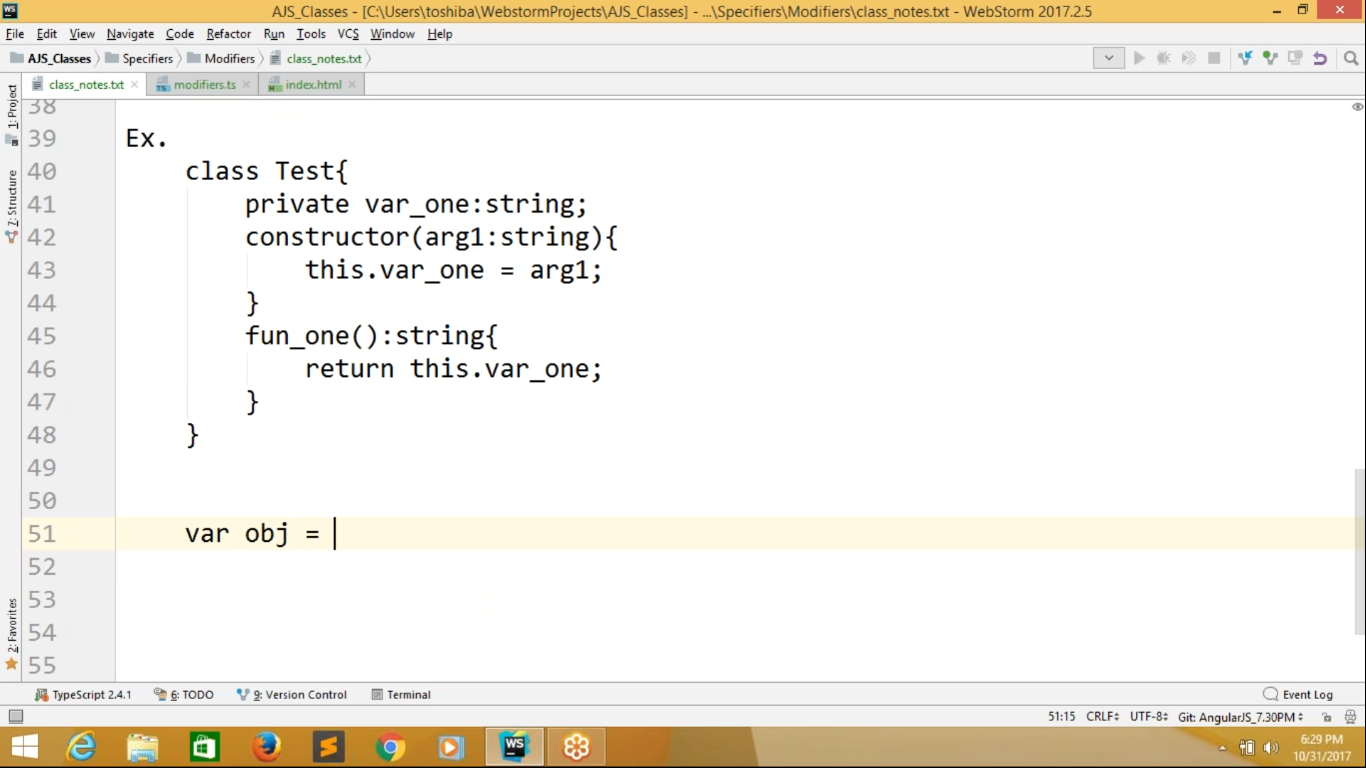 AJS_Classes - [C:\Users\toshiba\WebstormProjects\AJS_Classes] - ...\Specifiers\Modifiers\class_notes.txt - WebStorm 2017.2.5
File Edit View Navigate Code Refactor Run Tools VCS Window Help
AJS_Classes Specifiers Modifiers class_notes.txt
class_notes.txt modifiers.ts index.html
1: Project
7: Structure
2: Favorites
38
39 Ex.
40 class Test{
41 private var_one:string;
42 constructor(arg1:string){
43 this.var_one = arg1;
44 }
45 fun_one():string{
46 return this.var_one;
47 }
48 }
49
50
51 var obj =
52
53
54
55
TypeScript 2.4.1 6: TODO 9: Version Control Terminal Event Log
51:15 CRLF UTF-8 Git: AngularJS_7.30PM
WS
6:29 PM
10/31/2017